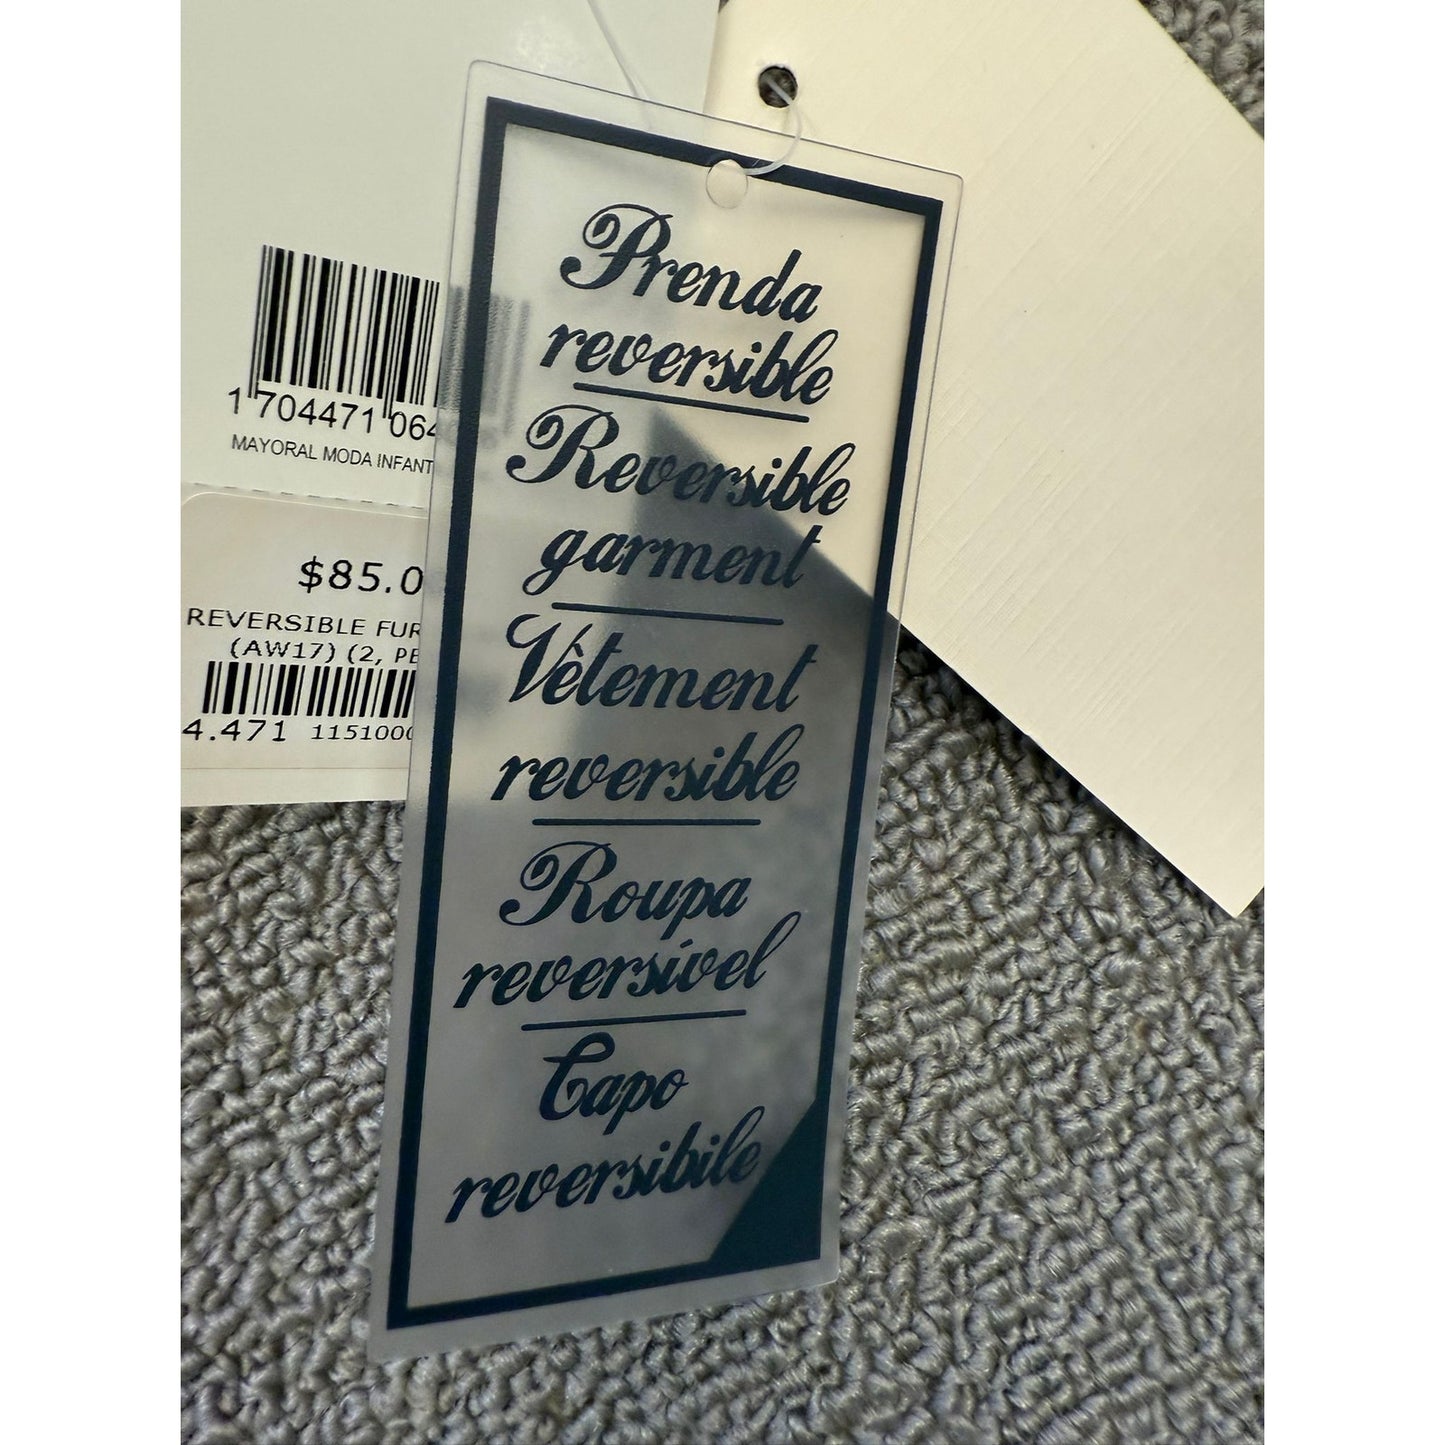 1 704471 064
MAYORAL MODA INFANT
$85.0
REVERSIBLE FUR
(AW17) (2, PE
4.471 1151000
Prenda
reversible
Reversible
garment
Vêtement
reversible
Roupa
reversível
Capo
reversibile